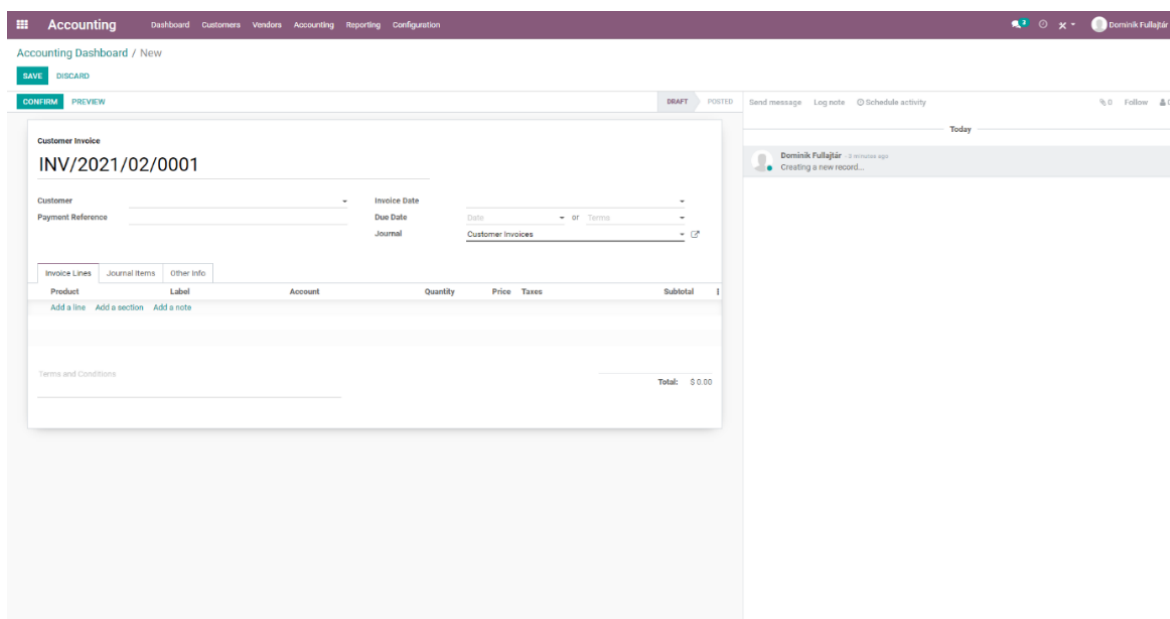 Accounting Dashboard Customers Vendors Accounting Reporting Configuration 3 Dominik Fullajtár
Accounting Dashboard / New
SAVE DISCARD
CONFIRM PREVIEW DRAFT POSTED Send message Log note Schedule activity 0 Follow
Today
Customer Invoice
INV/2021/02/0001
Dominik Fullajtár - 3 minutes ago
Creating a new record...
Customer Invoice Date
Payment Reference Due Date Date or Terms
Journal Customer Invoices
Invoice Lines Journal Items Other Info
Product Label Account Quantity Price Taxes Subtotal
Add a line Add a section Add a note
Terms and Conditions
Total: $ 0.00